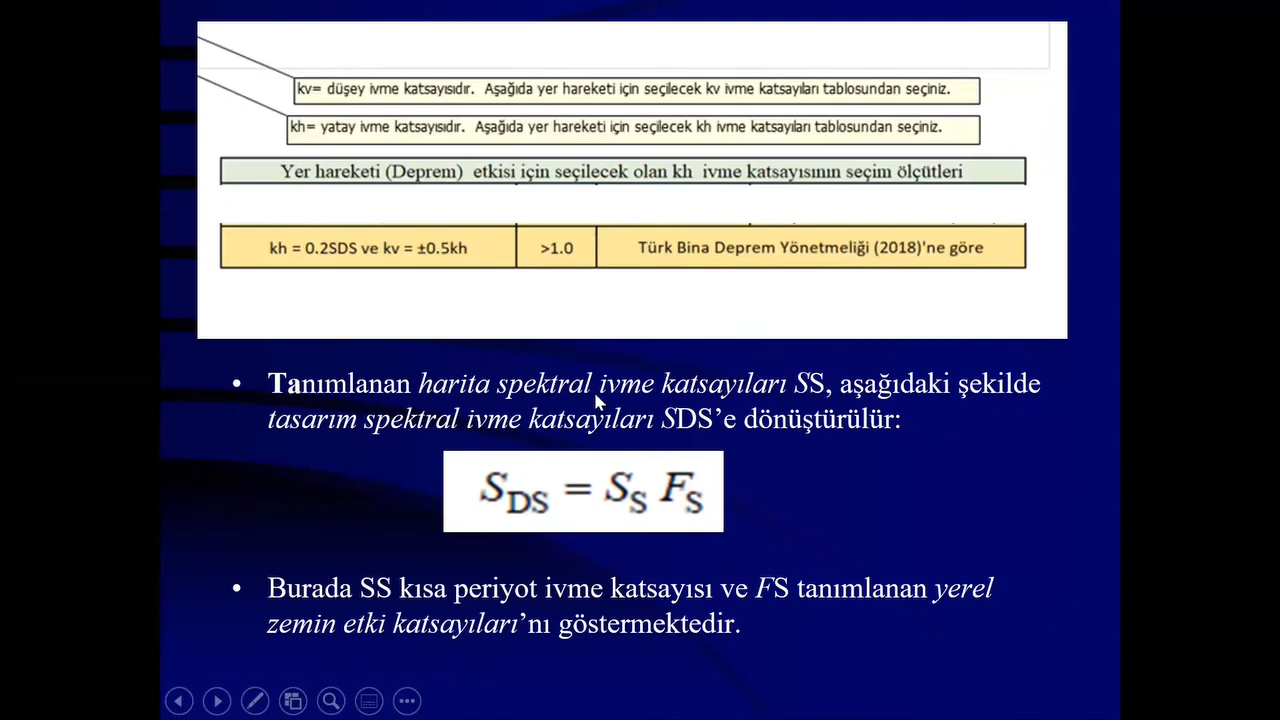 kv= düşey ivme katsayısıdır. Aşağıda yer hareketi için seçilecek kv ivme katsayıları tablosundan seçiniz.
kh= yatay ivme katsayısıdır. Aşağıda yer hareketi için seçilecek kh ivme katsayıları tablosundan seçiniz.
Yer hareketi (Deprem) etkisi için seçilecek olan kh ivme katsayısının seçim ölçütleri
kh = 0.2SDS ve kv = ±0.5kh >1.0 Türk Bina Deprem Yönetmeliği (2018)'ne göre
• Tanımlanan harita spektral ivme katsayıları SS, aşağıdaki şekilde
tasarım spektral ivme katsayıları SDS’e dönüştürülür:
S_DS = S_S F_S
• Burada SS kısa periyot ivme katsayısı ve FS tanımlanan yerel
zemin etki katsayıları’nı göstermektedir.